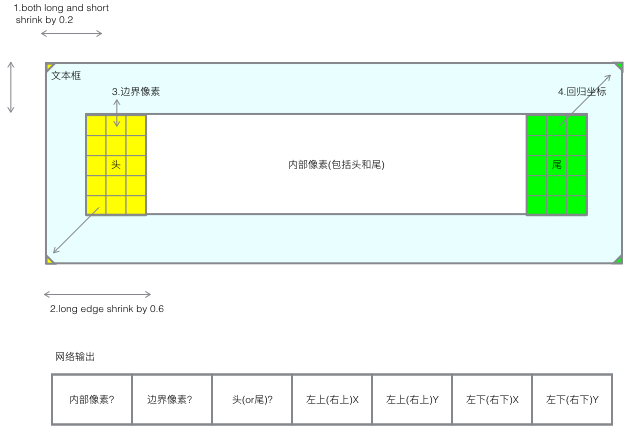 1.both long and short
shrink by 0.2
文本框
3.边界像素
4.回归坐标
头
内部像素(包括头和尾)
尾
2.long edge shrink by 0.6
网络输出
内部像素?
边界像素?
头(or尾)?
左上(右上)X
左上(右上)Y
左下(右下)X
左下(右下)Y